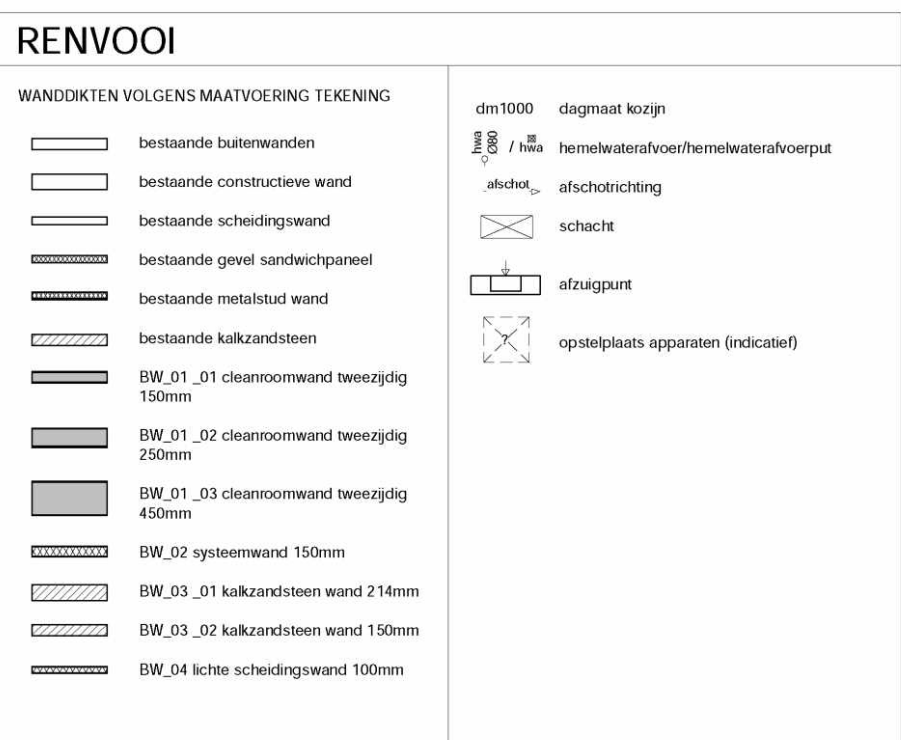 RENVOOI
WANDDIKTEN VOLGENS MAATVOERING TEKENING
bestaande buitenwanden
bestaande constructieve wand
bestaande scheidingswand
bestaande gevel sandwichpaneel
bestaande metalstud wand
bestaande kalkzandsteen
BW_01 _01 cleanroomwand tweezijdig
150mm
BW_01 _02 cleanroomwand tweezijdig
250mm
BW_01 _03 cleanroomwand tweezijdig
450mm
BW_02 systeemwand 150mm
BW_03 _01 kalkzandsteen wand 214mm
BW_03 _02 kalkzandsteen wand 150mm
BW_04 lichte scheidingswand 100mm
dm1000 dagmaat kozijn
hwa
Ø80 / hwa hemelwaterafvoer/hemelwaterafvoerput
afschot afschotrichting
schacht
afzuigpunt
? opstelplaats apparaten (indicatief)